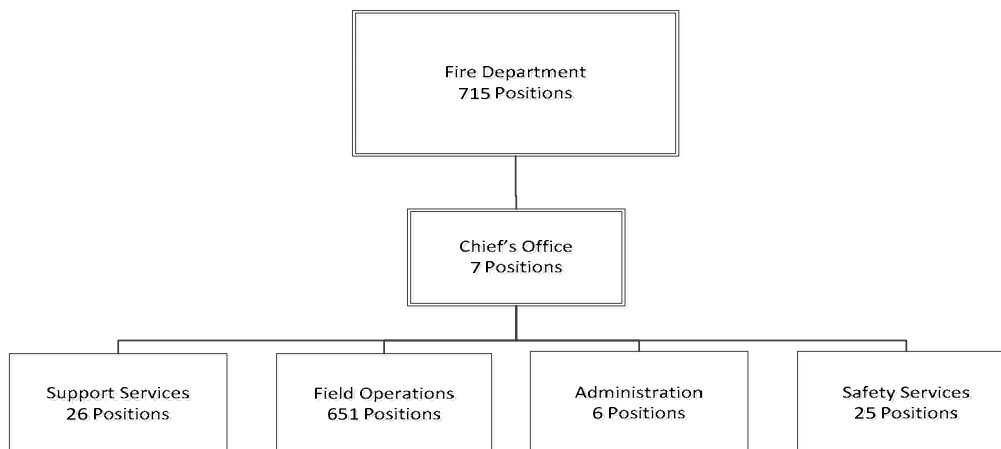 Fire Department
715 Positions
Chief's Office
7 Positions
Support Services
26 Positions
Field Operations
651 Positions
Administration
6 Positions
Safety Services
25 Positions